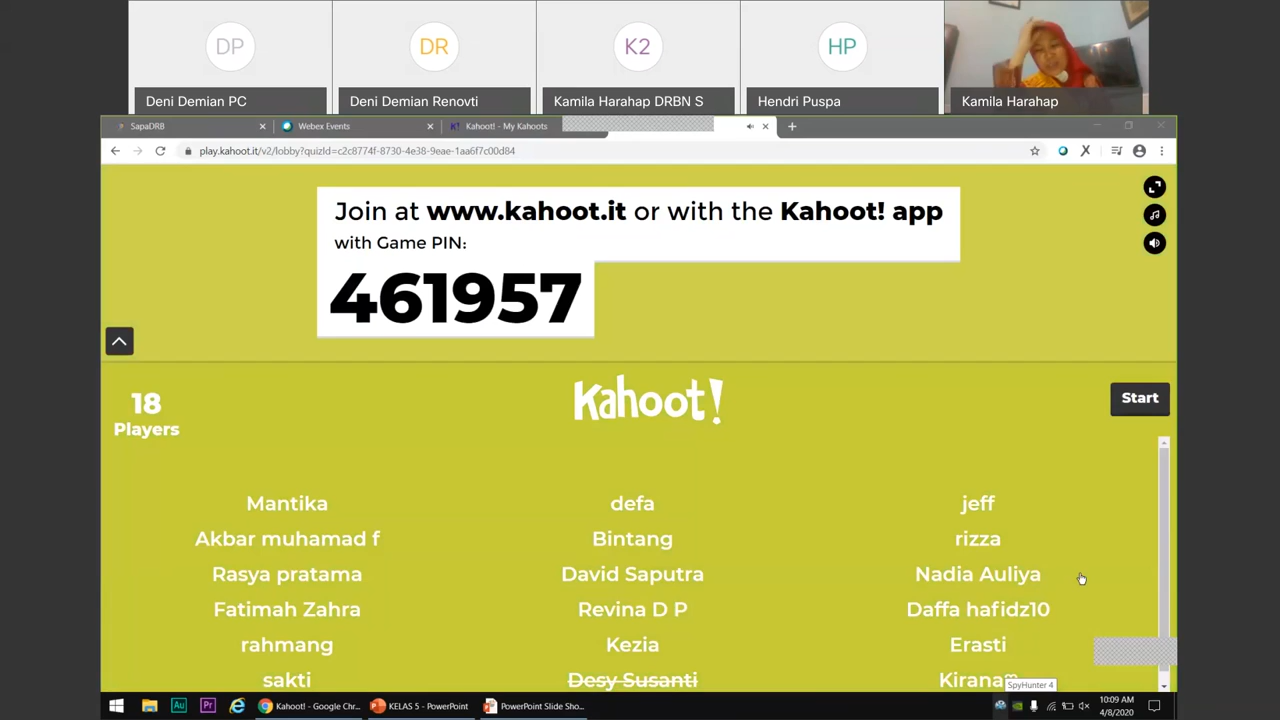 DP
DR
K2
HP
Deni Demian PC
Deni Demian Renovti
Kamila Harahap DRBN S
Hendri Puspa
Kamila Harahap
SapaDRB
Webex Events
Kahoot! - My Kahoots
play.kahoot.it/v2/lobby?quizId=c2c8774f-8730-4e38-9eae-1aa6f7c00d84
Join at www.kahoot.it or with the Kahoot! app
with Game PIN:
461957
18
Players
Kahoot!
Start
Mantika
defa
jeff
Akbar muhamad f
Bintang
rizza
Rasya pratama
David Saputra
Nadia Auliya
Fatimah Zahra
Revina D P
Daffa hafidz10
rahmang
Kezia
Erasti
sakti
Desy Susanti
SpyHunter 4
Au
Pr
Kahoot! - Google Chr...
KELAS 5 - PowerPoint
PowerPoint Slide Sho...
10:09 AM
4/8/2020